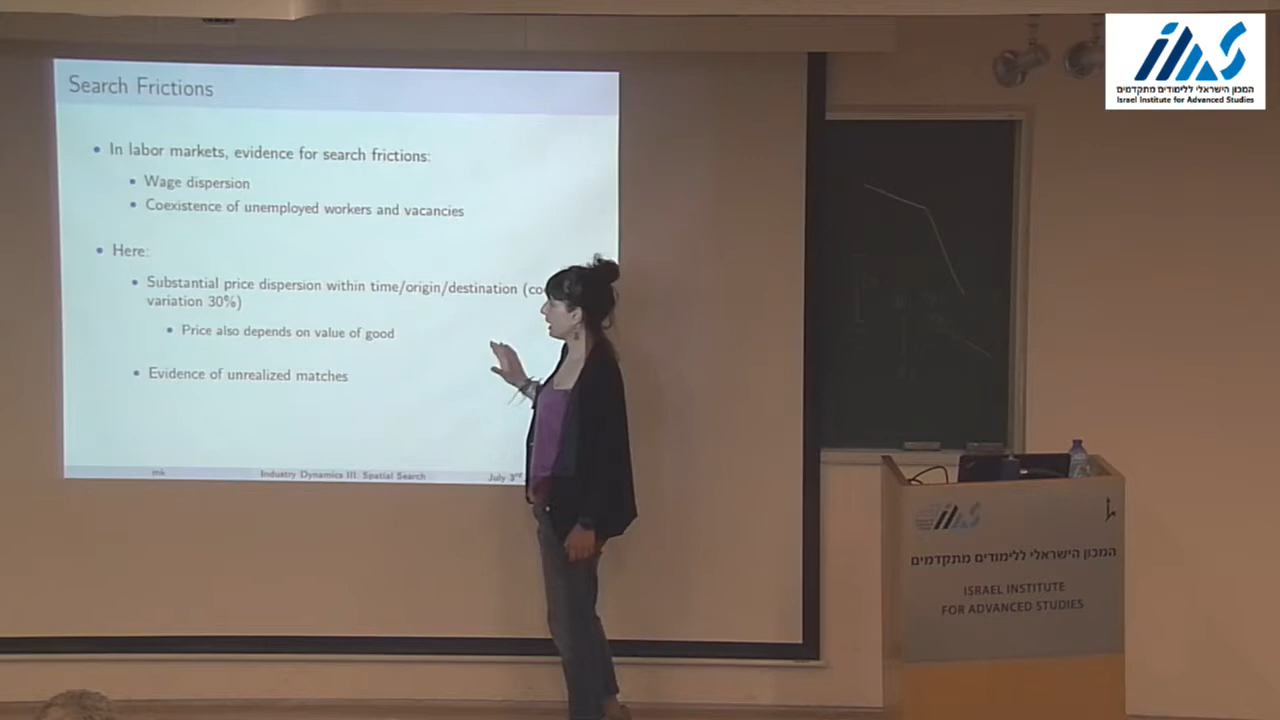 Search Frictions
• In labor markets, evidence for search frictions:
• Wage dispersion
• Coexistence of unemployed workers and vacancies
• Here:
• Substantial price dispersion within time/origin/destination (co
variation 30%)
• Price also depends on value of good
• Evidence of unrealized matches
mk Industry Dynamics III: Spatial Search July 3rd
המכון הישראלי ללימודים מתקדמים
Israel Institute for Advanced Studies
המכון הישראלי ללימודים מתקדמים
ISRAEL INSTITUTE
FOR ADVANCED STUDIES